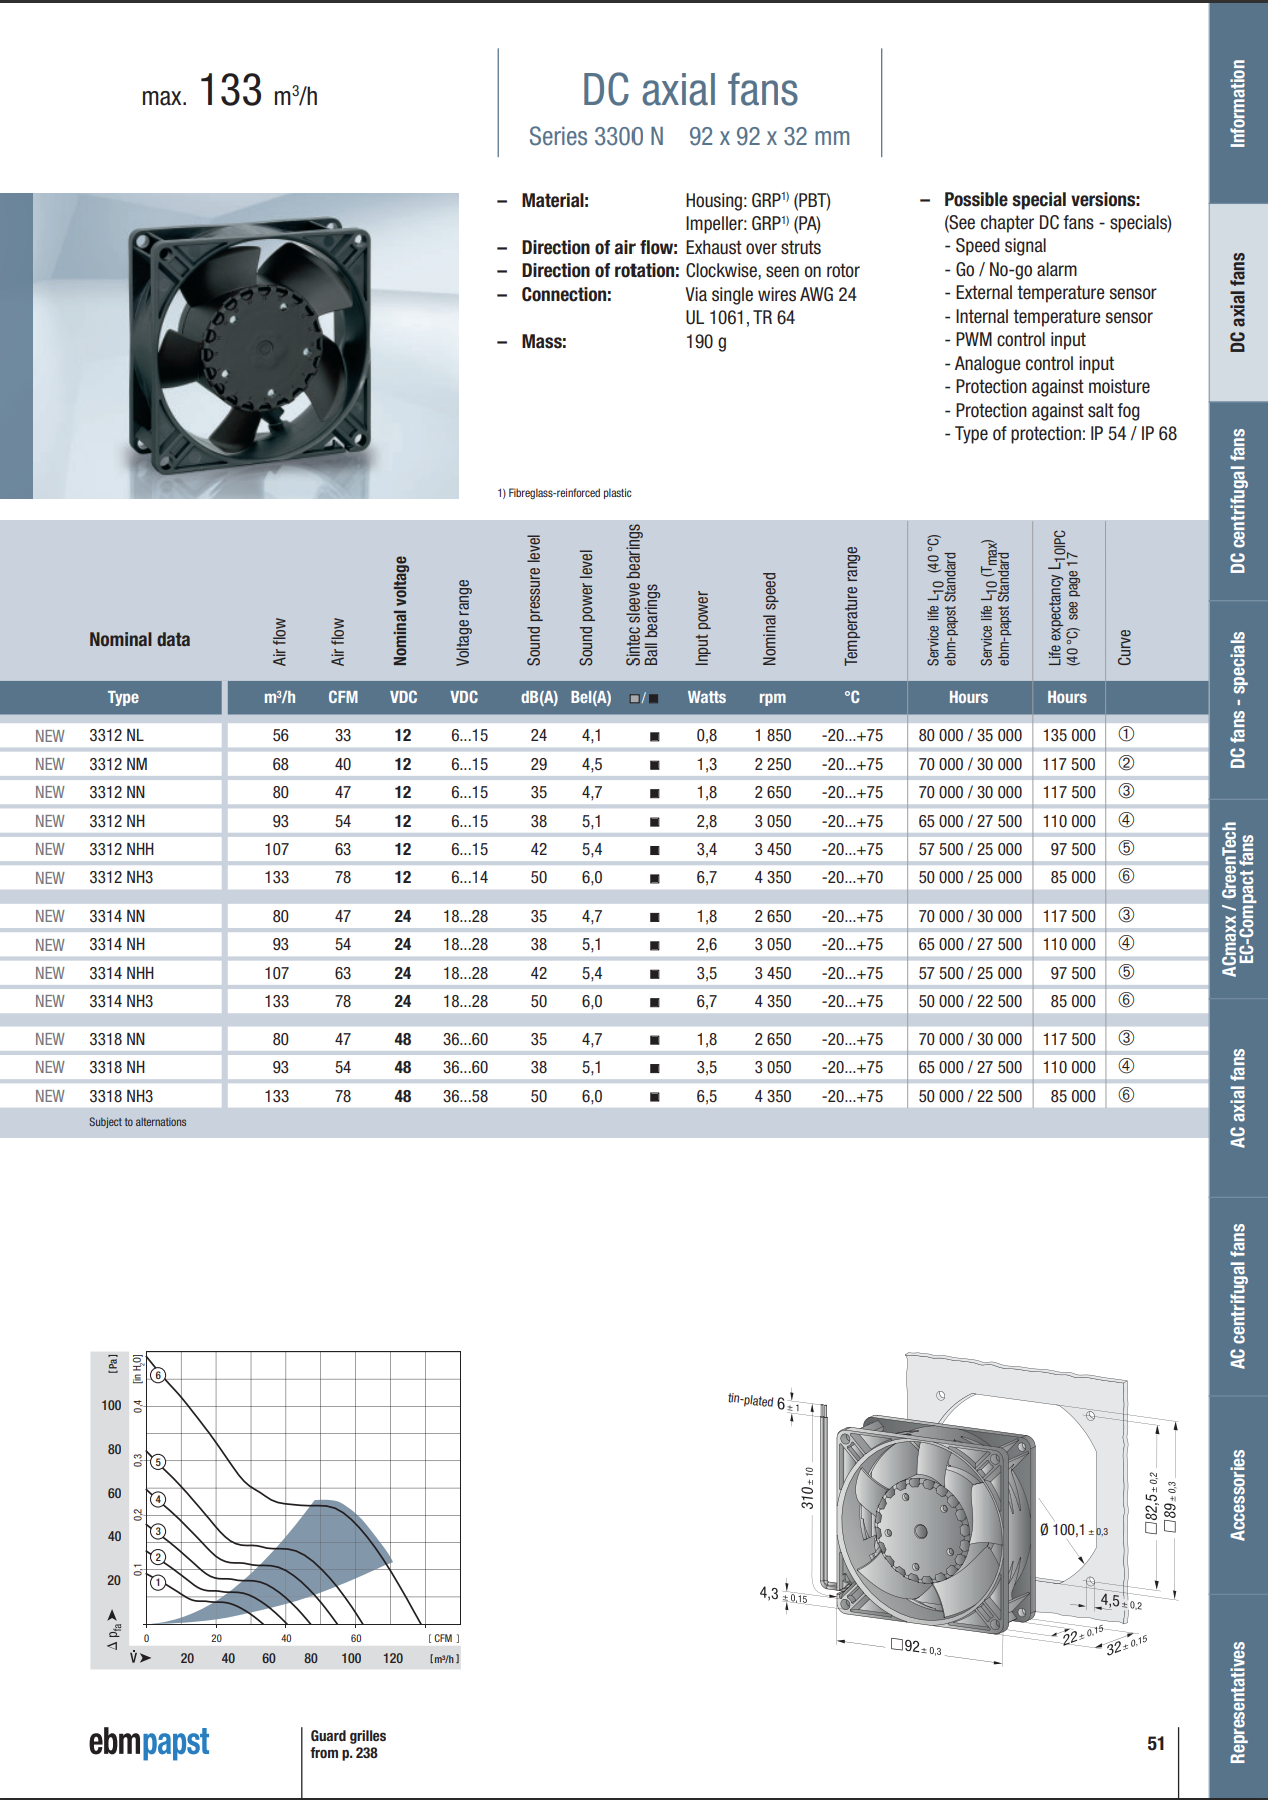 max. 133 m³/h
DC axial fans
Series 3300 N 92 x 92 x 32 mm
– Material: Housing: GRP¹⁾ (PBT)
Impeller: GRP¹⁾ (PA)
– Direction of air flow: Exhaust over struts
– Direction of rotation: Clockwise, seen on rotor
– Connection: Via single wires AWG 24
UL 1061, TR 64
– Mass: 190 g
– Possible special versions:
(See chapter DC fans - specials)
- Speed signal
- Go / No-go alarm
- External temperature sensor
- Internal temperature sensor
- PWM control input
- Analogue control input
- Protection against moisture
- Protection against salt fog
- Type of protection: IP 54 / IP 68
1) Fibreglass-reinforced plastic
Nominal data
Air flow
Air flow
Nominal voltage
Voltage range
Sound pressure level
Sound power level
Sintec sleeve bearings
Ball bearings
Input power
Nominal speed
Temperature range
Service life L10 (40 °C)
ebm-papst Standard
Service life L10 (Tmax)
ebm-papst Standard
Life expectancy L10IPC
(40 °C) see page 17
Curve
Type m³/h CFM VDC VDC dB(A) Bel(A) □/■ Watts rpm °C Hours Hours
NEW 3312 NL 56 33 12 6...15 24 4,1 ■ 0,8 1 850 -20...+75 80 000 / 35 000 135 000 ①
NEW 3312 NM 68 40 12 6...15 29 4,5 ■ 1,3 2 250 -20...+75 70 000 / 30 000 117 500 ②
NEW 3312 NN 80 47 12 6...15 35 4,7 ■ 1,8 2 650 -20...+75 70 000 / 30 000 117 500 ③
NEW 3312 NH 93 54 12 6...15 38 5,1 ■ 2,8 3 050 -20...+75 65 000 / 27 500 110 000 ④
NEW 3312 NHH 107 63 12 6...15 42 5,4 ■ 3,4 3 450 -20...+75 57 500 / 25 000 97 500 ⑤
NEW 3312 NH3 133 78 12 6...14 50 6,0 ■ 6,7 4 350 -20...+70 50 000 / 25 000 85 000 ⑥
NEW 3314 NN 80 47 24 18...28 35 4,7 ■ 1,8 2 650 -20...+75 70 000 / 30 000 117 500 ③
NEW 3314 NH 93 54 24 18...28 38 5,1 ■ 2,6 3 050 -20...+75 65 000 / 27 500 110 000 ④
NEW 3314 NHH 107 63 24 18...28 42 5,4 ■ 3,5 3 450 -20...+75 57 500 / 25 000 97 500 ⑤
NEW 3314 NH3 133 78 24 18...28 50 6,0 ■ 6,7 4 350 -20...+75 50 000 / 22 500 85 000 ⑥
NEW 3318 NN 80 47 48 36...60 35 4,7 ■ 1,8 2 650 -20...+75 70 000 / 30 000 117 500 ③
NEW 3318 NH 93 54 48 36...60 38 5,1 ■ 3,5 3 050 -20...+75 65 000 / 27 500 110 000 ④
NEW 3318 NH3 133 78 48 36...58 50 6,0 ■ 6,5 4 350 -20...+75 50 000 / 22 500 85 000 ⑥
Subject to alternations
[Pa]
[in H₂O]
100
80
60
40
20
0,4
0,3
0,2
0,1
6
5
4
3
2
1
Δ pfa ➤
0 20 40 60 [ CFM ]
V̇ ➤ 20 40 60 80 100 120 [m³/h]
tin-plated 6 ± 1
310 ± 10
4,3 ± 0,15
□92 ± 0,3
Ø 100,1 ± 0,3
□82,5 ± 0,2
□89 ± 0,3
4,5 ± 0,2
22 ± 0,15
32 ± 0,15
ebmpapst
Guard grilles
from p. 238
51
Information
DC axial fans
DC centrifugal fans
DC fans - specials
ACmaxx / GreenTech
EC-Compact fans
AC axial fans
AC centrifugal fans
Accessories
Representatives